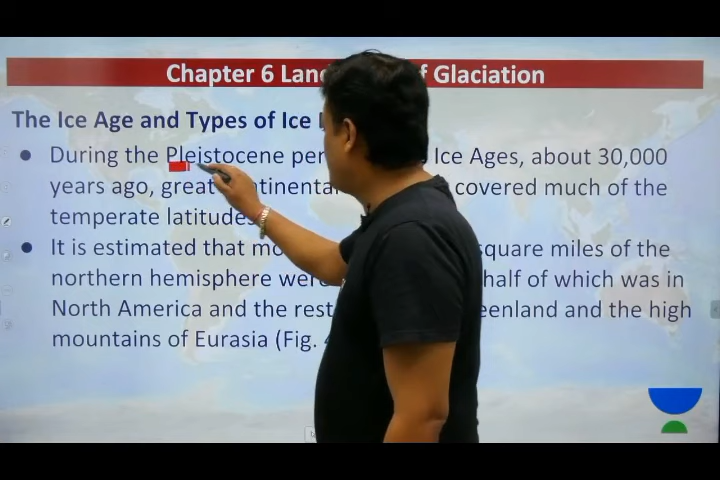 Chapter 6 Land f Glaciation
The Ice Age and Types of Ice
During the Pleistocene per Ice Ages, about 30,000
years ago, great ntinenta covered much of the
temperate latitudes
It is estimated that mo square miles of the
northern hemisphere were half of which was in
North America and the rest eenland and the high
mountains of Eurasia (Fig.